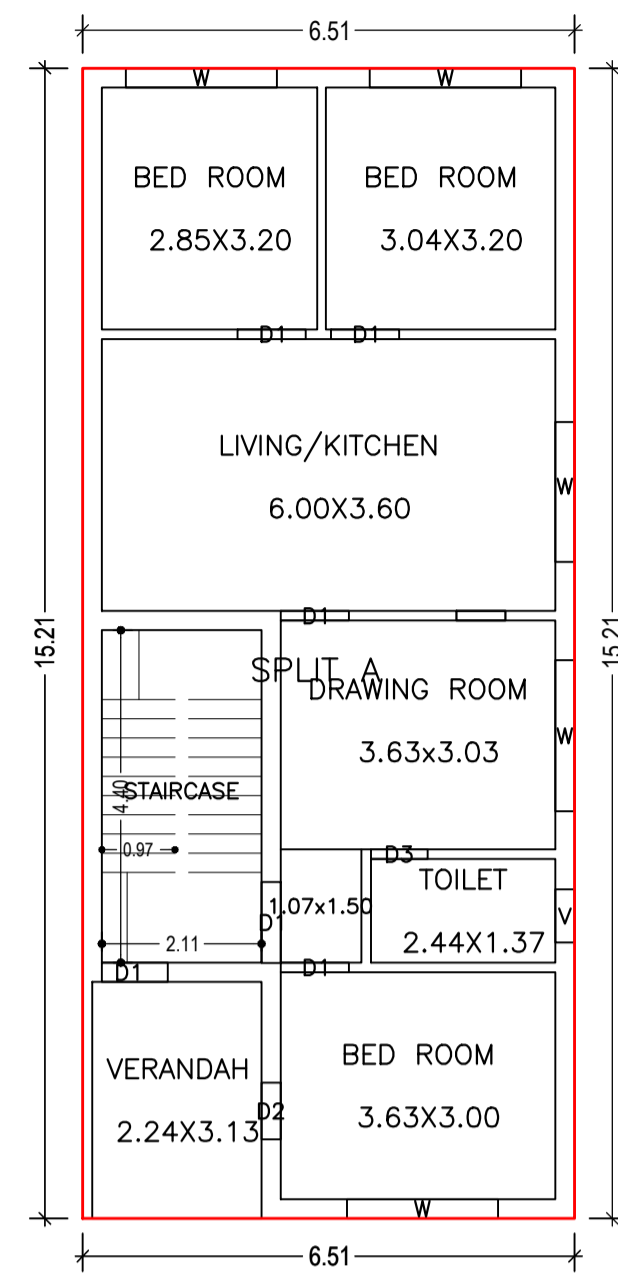 6.51
W W
BED ROOM BED ROOM
2.85X3.20 3.04X3.20
D1 D1
LIVING/KITCHEN
W
6.00X3.60
D1
15.21 15.21
SPLIT A
DRAWING ROOM
W
3.63x3.03
4.40
STAIRCASE
0.97 D3
TOILET
1.07x1.50
V
D1
2.11 2.44X1.37
D1 D1
BED ROOM
VERANDAH
D2
3.63X3.00
2.24X3.13
W
6.51